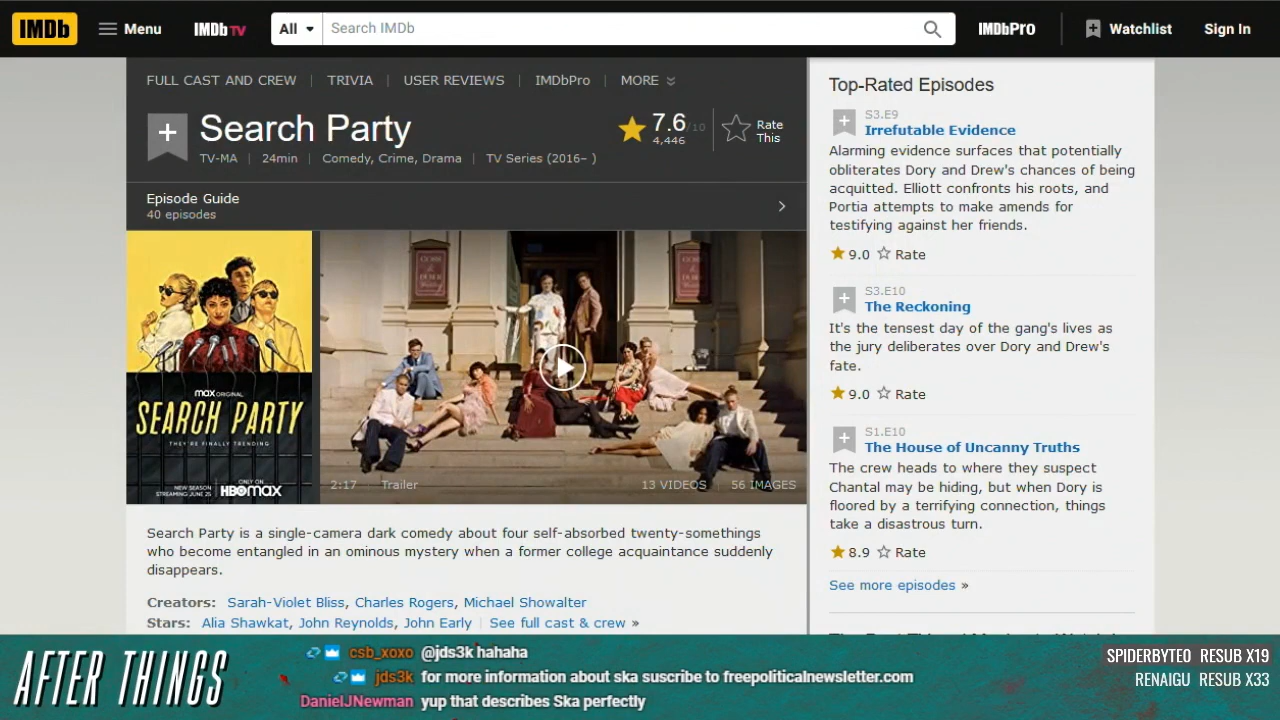 IMDb
Menu
IMDb TV
All
Search IMDb
IMDbPro
Watchlist
Sign In
FULL CAST AND CREW | TRIVIA | USER REVIEWS | IMDbPro | MORE
+ Search Party
7.6/10
4,446
Rate This
TV-MA | 24min | Comedy, Crime, Drama | TV Series (2016– )
Episode Guide
40 episodes
max ORIGINAL
SEARCH PARTY
THEY'RE FINALLY TRENDING
NEW SEASON
STREAMING JUNE 25
ONLY ON
HBOMAX
2:17 | Trailer
13 VIDEOS | 56 IMAGES
Search Party is a single-camera dark comedy about four self-absorbed twenty-somethings
who become entangled in an ominous mystery when a former college acquaintance suddenly
disappears.
Creators: Sarah-Violet Bliss, Charles Rogers, Michael Showalter
Stars: Alia Shawkat, John Reynolds, John Early | See full cast & crew »
Top-Rated Episodes
S3.E9
Irrefutable Evidence
Alarming evidence surfaces that potentially
obliterates Dory and Drew's chances of being
acquitted. Elliott confronts his roots, and
Portia attempts to make amends for
testifying against her friends.
9.0 Rate
S3.E10
The Reckoning
It's the tensest day of the gang's lives as
the jury deliberates over Dory and Drew's
fate.
9.0 Rate
S1.E10
The House of Uncanny Truths
The crew heads to where they suspect
Chantal may be hiding, but when Dory is
floored by a terrifying connection, things
take a disastrous turn.
8.9 Rate
See more episodes »
AFTER THINGS
csb_xoxo @jds3k hahaha
jds3k for more information about ska suscribe to freepoliticalnewsletter.com
DanielJNewman yup that describes Ska perfectly
SPIDERBYTE0 RESUB X19
RENAIGU RESUB X33